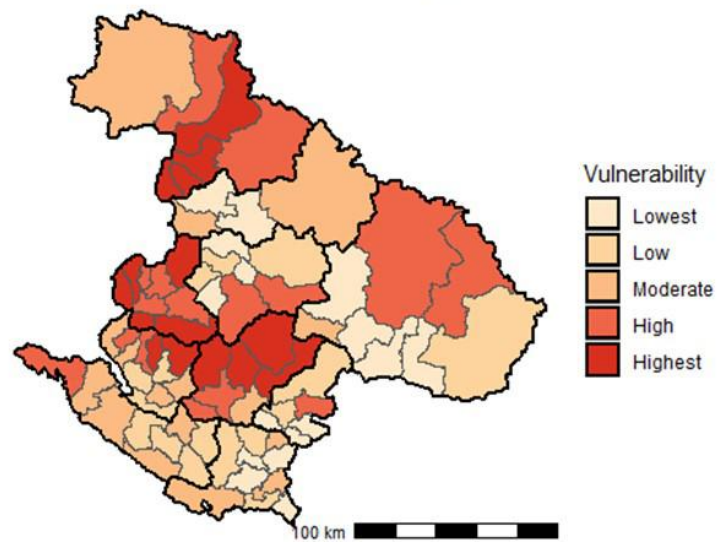 Vulnerability
Lowest
Low
Moderate
High
Highest
100 km